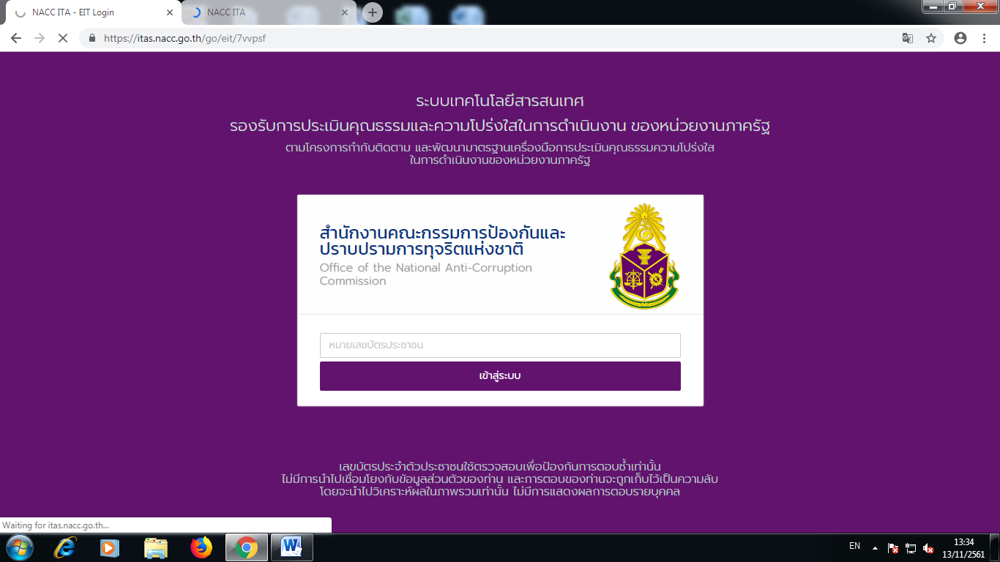 NACC ITA - EIT Login
NACC ITA
https://itas.nacc.go.th/go/eit/7vvpsf
ระบบเทคโนโลยีสารสนเทศ
รองรับการประเมินคุณธรรมและความโปร่งใสในการดำเนินงาน ของหน่วยงานภาครัฐ
ตามโครงการกำกับติดตาม และพัฒนามาตรฐานเครื่องมือการประเมินคุณธรรมความโปร่งใส
ในการดำเนินงานของหน่วยงานภาครัฐ
สำนักงานคณะกรรมการป้องกันและ
ปราบปรามการทุจริตแห่งชาติ
Office of the National Anti-Corruption
Commission
หมายเลขบัตรประชาชน
เข้าสู่ระบบ
เลขบัตรประจำตัวประชาชนใช้ตรวจสอบเพื่อป้องกันการตอบซ้ำเท่านั้น
ไม่มีการนำไปเชื่อมโยงกับข้อมูลส่วนตัวของท่าน และการตอบของท่านจะถูกเก็บไว้เป็นความลับ
โดยจะนำไปวิเคราะห์ผลในภาพรวมเท่านั้น ไม่มีการแสดงผลการตอบรายบุคคล
Waiting for itas.nacc.go.th...
EN
13:34
13/11/2561